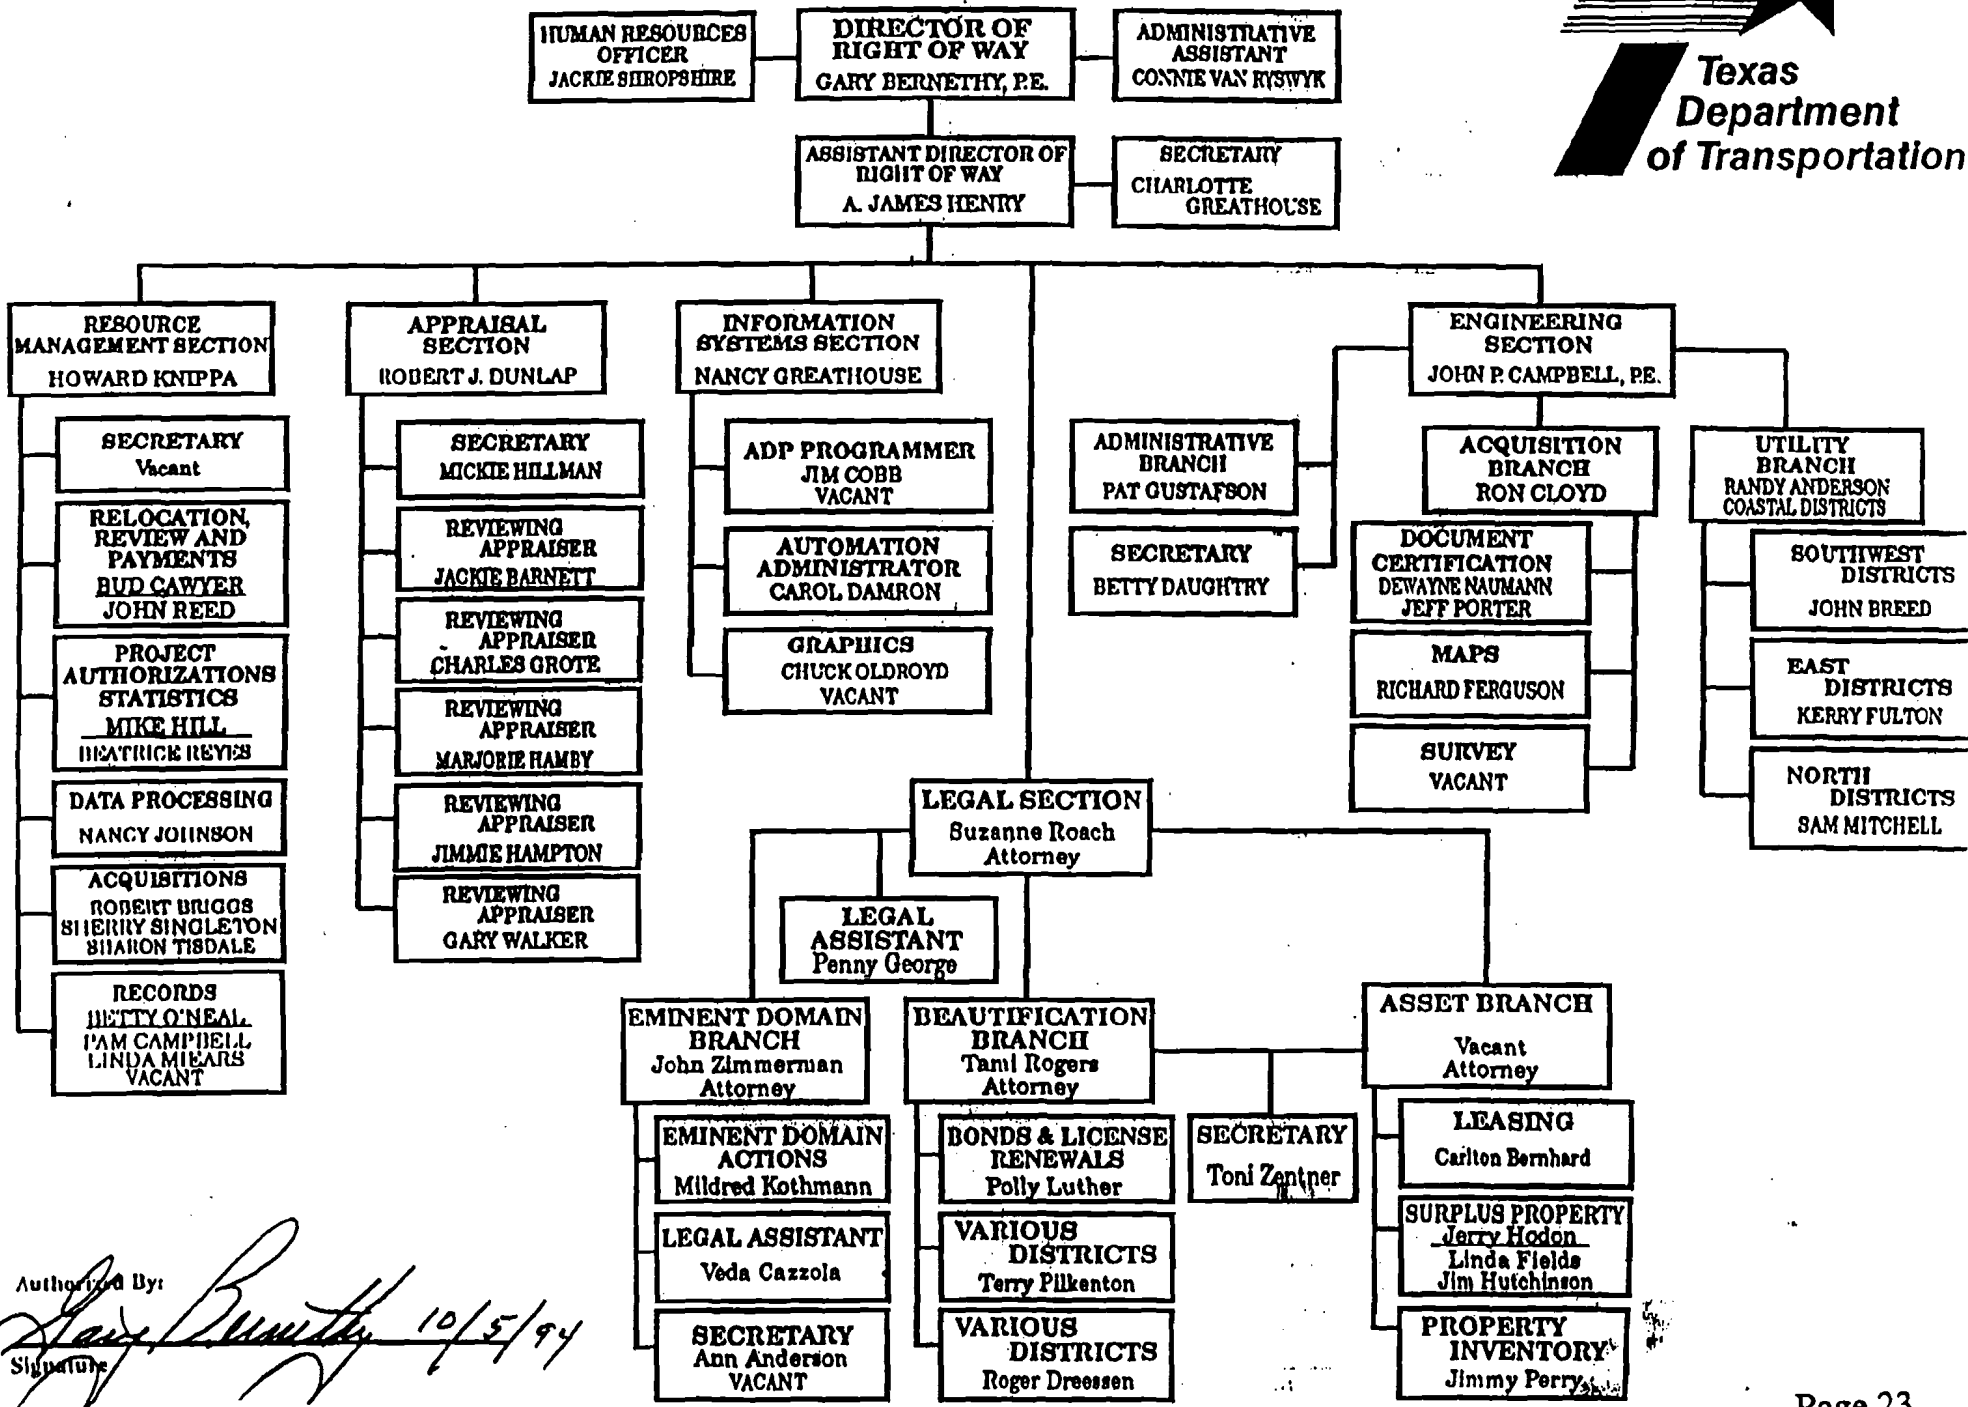 HUMAN RESOURCES
OFFICER
JACKIE SHROPSHIRE
DIRECTOR OF
RIGHT OF WAY
GARY BERNETHY, P.E.
ADMINISTRATIVE
ASSISTANT
CONNIE VAN RYSWYK
Texas
Department
of Transportation
ASSISTANT DIRECTOR OF
RIGHT OF WAY
A. JAMES HENRY
SECRETARY
CHARLOTTE
GREATHOUSE
RESOURCE
MANAGEMENT SECTION
HOWARD KNIPPA
SECRETARY
Vacant
RELOCATION,
REVIEW AND
PAYMENTS
BUD CAWYER
JOHN REED
PROJECT
AUTHORIZATIONS
STATISTICS
MIKE HILL
BEATRICE REYES
DATA PROCESSING
NANCY JOHNSON
ACQUISITIONS
ROBERT BRIGGS
SHERRY SINGLETON
SHARON TISDALE
RECORDS
BETTY O'NEAL
PAM CAMPBELL
LINDA MIEARS
VACANT
APPRAISAL
SECTION
ROBERT J. DUNLAP
SECRETARY
MICKIE HILLMAN
REVIEWING
APPRAISER
JACKIE BARNETT
REVIEWING
APPRAISER
CHARLES GROTE
REVIEWING
APPRAISER
MARJORIE HAMBY
REVIEWING
APPRAISER
JIMMIE HAMPTON
REVIEWING
APPRAISER
GARY WALKER
INFORMATION
SYSTEMS SECTION
NANCY GREATHOUSE
ADP PROGRAMMER
JIM COBB
VACANT
AUTOMATION
ADMINISTRATOR
CAROL DAMRON
GRAPHICS
CHUCK OLDROYD
VACANT
ENGINEERING
SECTION
JOHN P. CAMPBELL, P.E.
ADMINISTRATIVE
BRANCH
PAT GUSTAFSON
SECRETARY
BETTY DAUGHTRY
ACQUISITION
BRANCH
RON CLOYD
DOCUMENT
CERTIFICATION
DEWAYNE NAUMANN
JEFF PORTER
MAPS
RICHARD FERGUSON
SURVEY
VACANT
UTILITY
BRANCH
RANDY ANDERSON
COASTAL DISTRICTS
SOUTHWEST
DISTRICTS
JOHN BREED
EAST
DISTRICTS
KERRY FULTON
NORTH
DISTRICTS
SAM MITCHELL
LEGAL SECTION
Suzanne Roach
Attorney
LEGAL
ASSISTANT
Penny George
EMINENT DOMAIN
BRANCH
John Zimmerman
Attorney
EMINENT DOMAIN
ACTIONS
Mildred Kothmann
LEGAL ASSISTANT
Veda Cazzola
SECRETARY
Ann Anderson
VACANT
BEAUTIFICATION
BRANCH
Tami Rogers
Attorney
BONDS & LICENSE
RENEWALS
Polly Luther
VARIOUS
DISTRICTS
Terry Pilkenton
VARIOUS
DISTRICTS
Roger Dreessen
SECRETARY
Toni Zentner
ASSET BRANCH
Vacant
Attorney
LEASING
Carlton Bernhard
SURPLUS PROPERTY
Jerry Hodon
Linda Fields
Jim Hutchinson
PROPERTY
INVENTORY
Jimmy Perry
Authorized By:
Gary Bernethy 10/5/94
Signature
Page 23